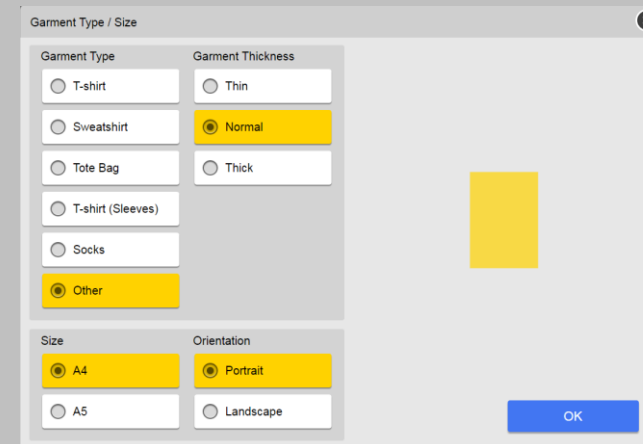 Garment Type / Size
Garment Type
Garment Thickness
T-shirt
Thin
Sweatshirt
Normal
Tote Bag
Thick
T-shirt (Sleeves)
Socks
Other
Size
Orientation
A4
Portrait
A5
Landscape
OK